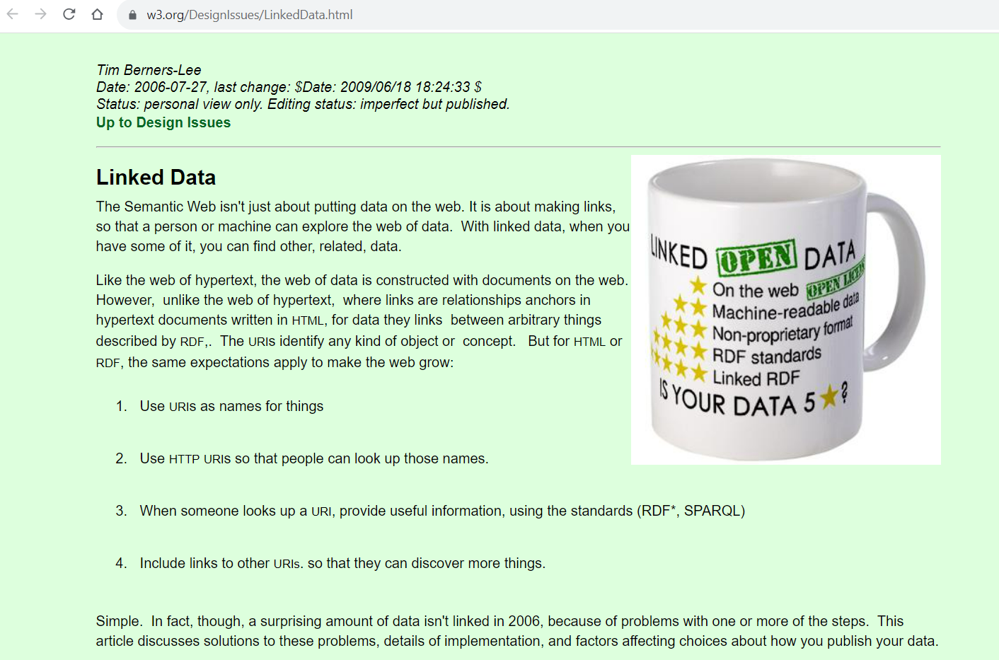 w3.org/DesignIssues/LinkedData.html
Tim Berners-Lee
Date: 2006-07-27, last change: $Date: 2009/06/18 18:24:33 $
Status: personal view only. Editing status: imperfect but published.
Up to Design Issues
Linked Data
The Semantic Web isn't just about putting data on the web. It is about making links,
so that a person or machine can explore the web of data.  With linked data, when you
have some of it, you can find other, related, data.
Like the web of hypertext, the web of data is constructed with documents on the web.
However,  unlike the web of hypertext,  where links are relationships anchors in
hypertext documents written in HTML, for data they links  between arbitrary things
described by RDF,.  The URIs identify any kind of object or  concept.   But for HTML or
RDF, the same expectations apply to make the web grow:
1. Use URIs as names for things
2. Use HTTP URIs so that people can look up those names.
3. When someone looks up a URI, provide useful information, using the standards (RDF*, SPARQL)
4. Include links to other URIs. so that they can discover more things.
Simple.  In fact, though, a surprising amount of data isn't linked in 2006, because of problems with one or more of the steps.  This
article discusses solutions to these problems, details of implementation, and factors affecting choices about how you publish your data.
LINKED OPEN DATA
★ On the web OPEN LICENS
★★ Machine-readable data
★★★ Non-proprietary format
★★★★ RDF standards
★★★★★ Linked RDF
IS YOUR DATA 5 ★?